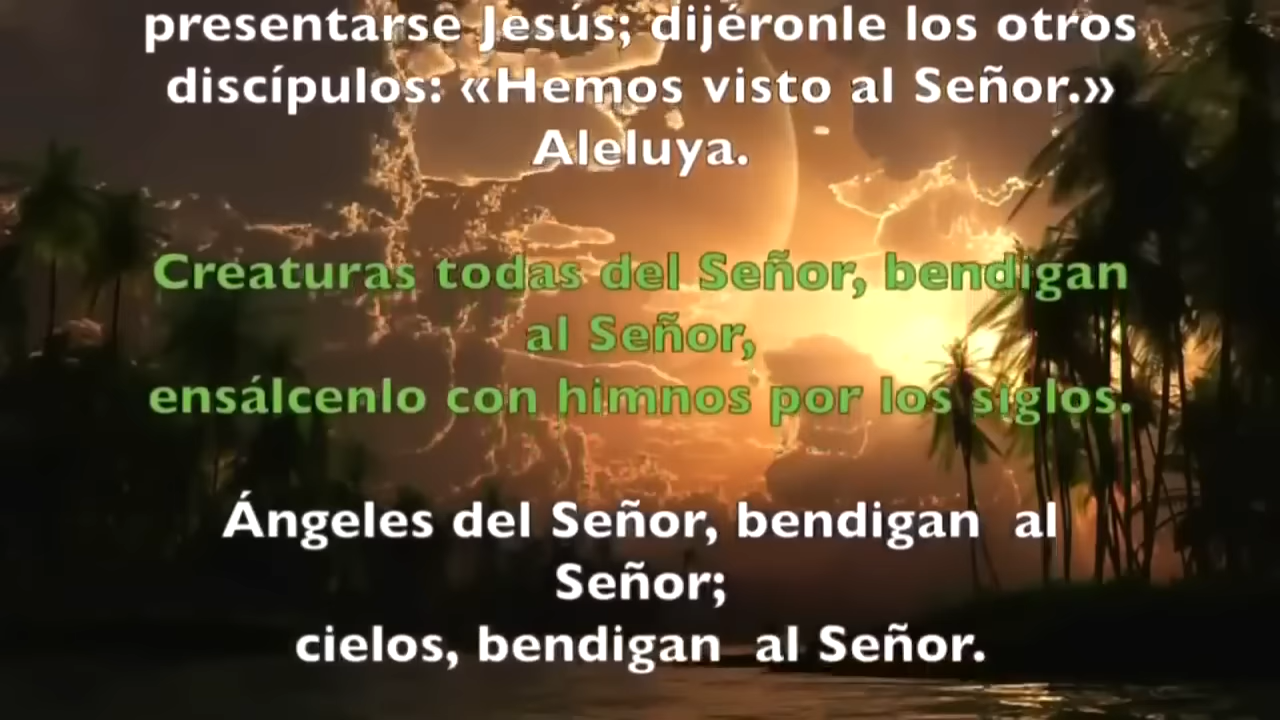 presentarse Jesús; dijéronle los otros
discípulos: «Hemos visto al Señor.»
Aleluya.
Creaturas todas del Señor, bendigan
al Señor,
ensálcenlo con himnos por los siglos.
Ángeles del Señor, bendigan  al
Señor;
cielos, bendigan  al Señor.